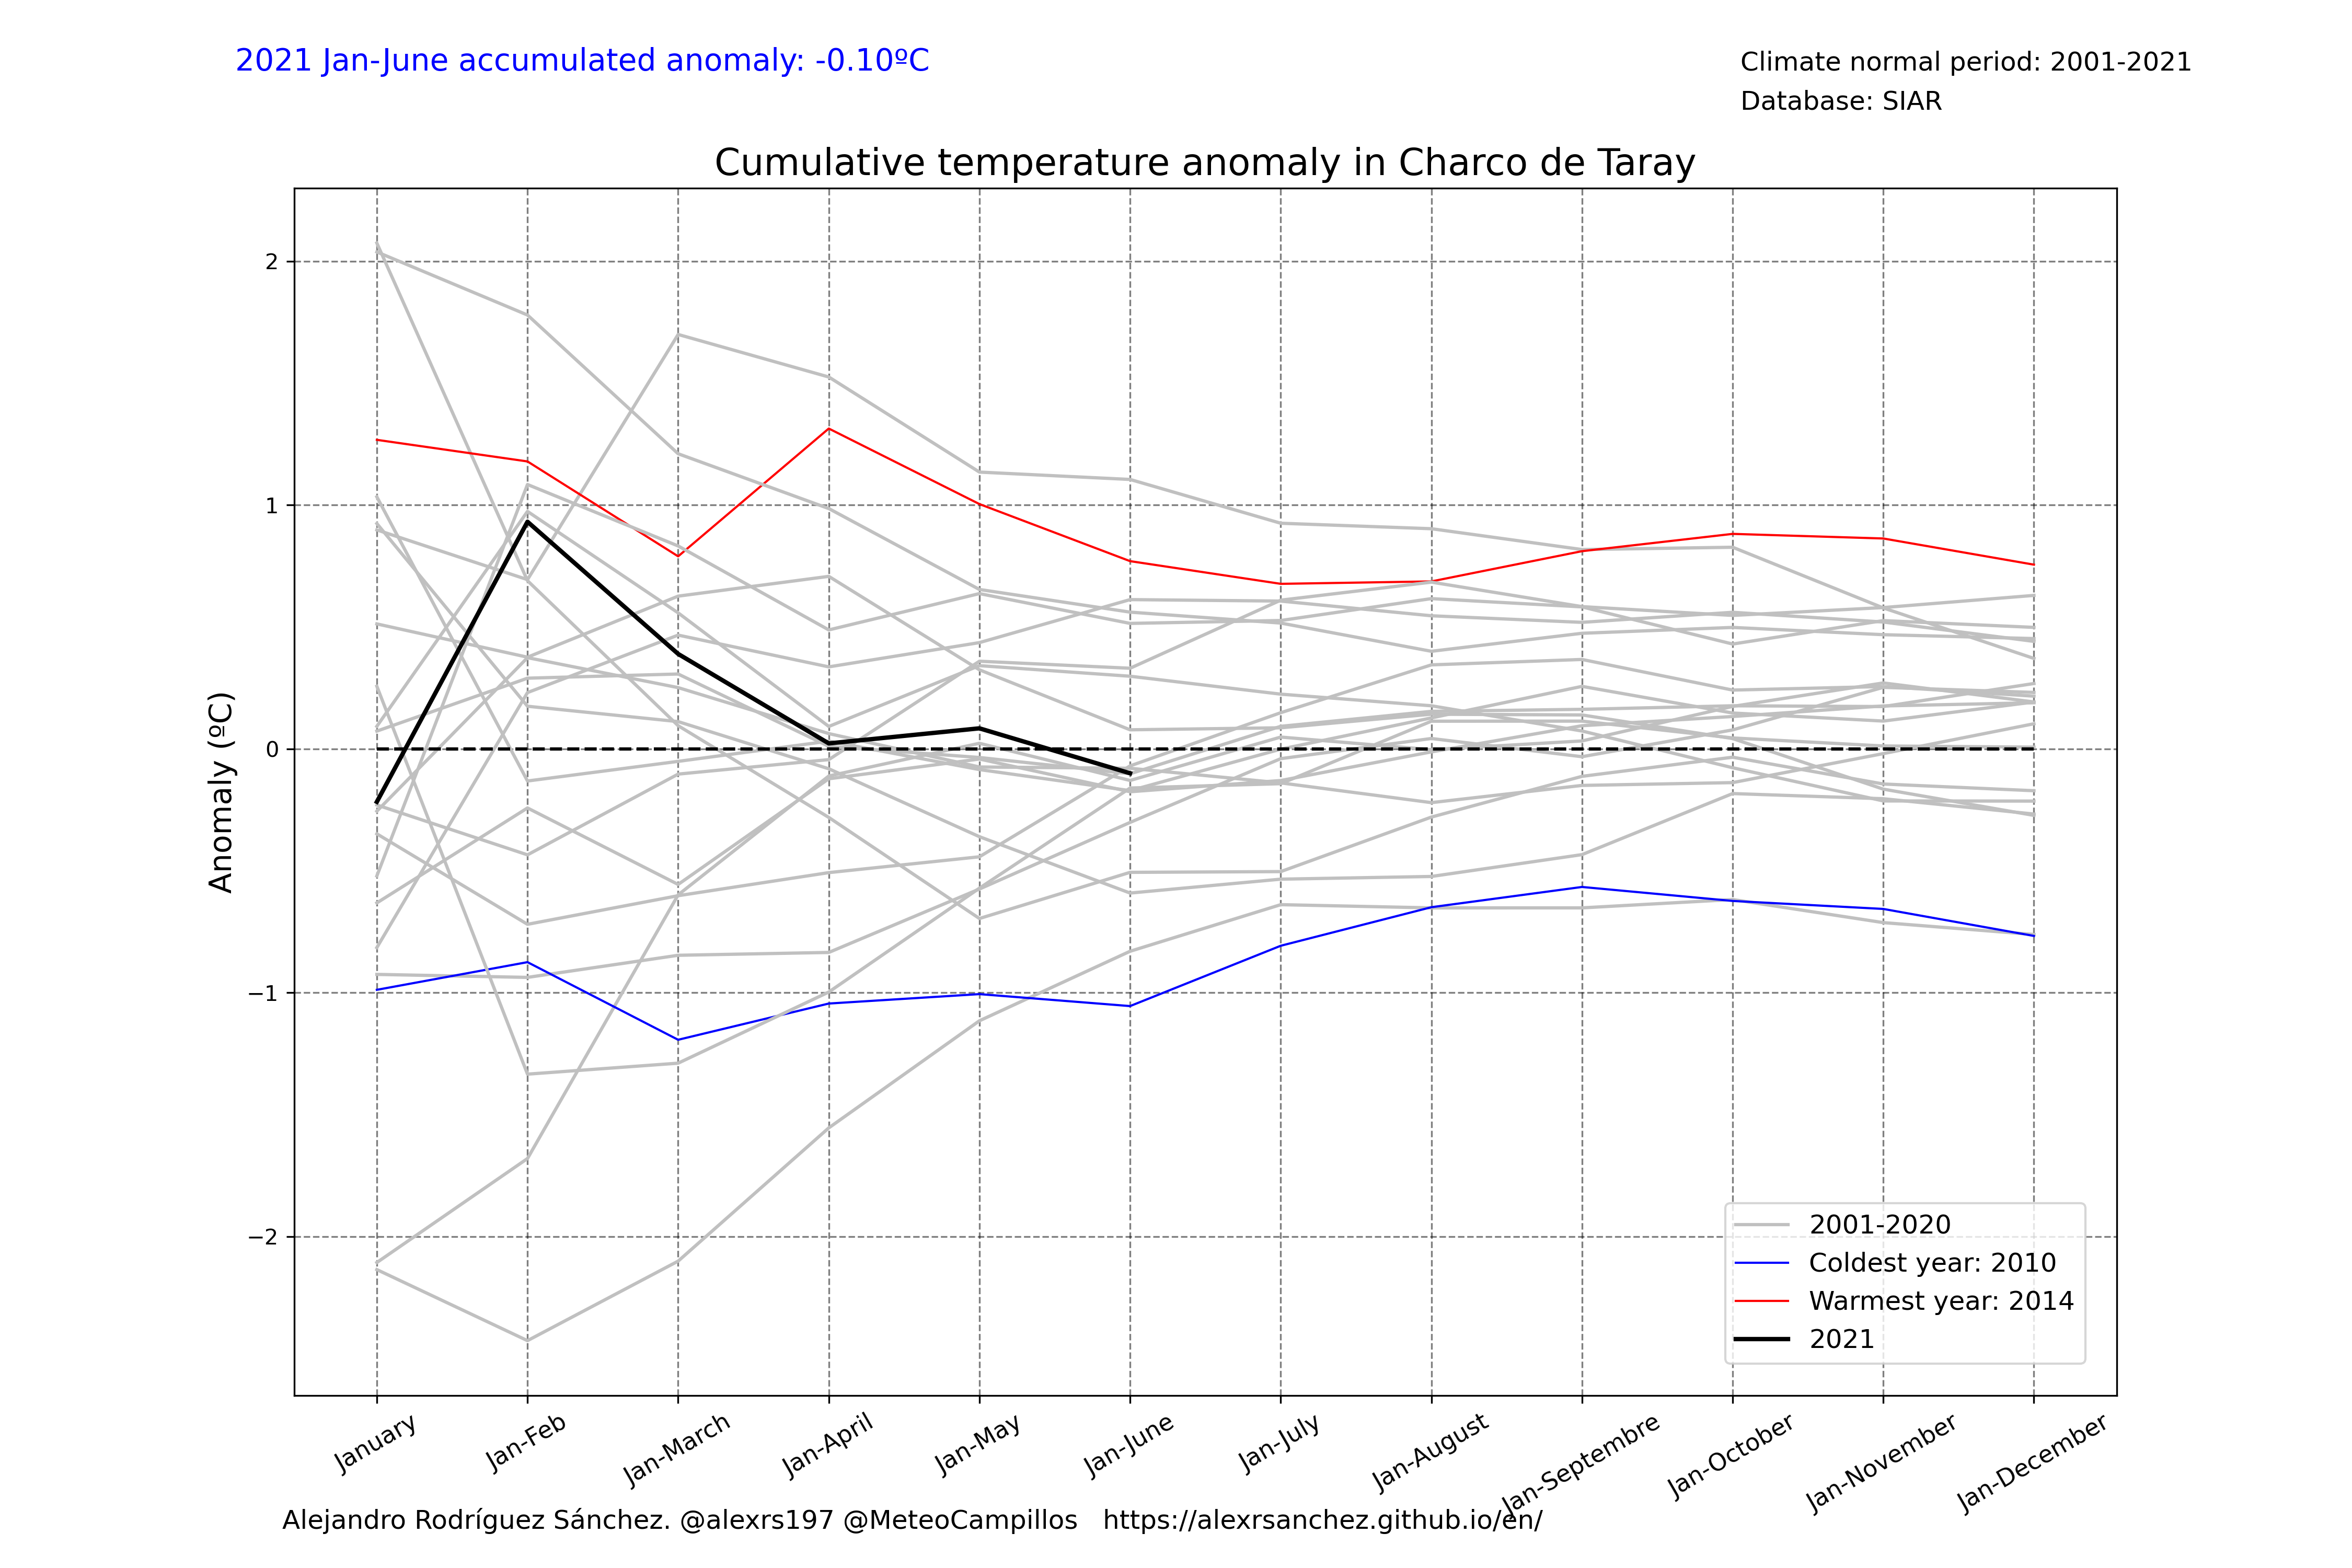 2021 Jan-June accumulated anomaly: -0.10ºC
Climate normal period: 2001-2021
Database: SIAR
Cumulative temperature anomaly in Charco de Taray
Anomaly (ºC)
2
1
0
−1
−2
2001-2020
Coldest year: 2010
Warmest year: 2014
2021
January
Jan-Feb
Jan-March
Jan-April
Jan-May
Jan-June
Jan-July
Jan-August
Jan-Septembre
Jan-October
Jan-November
Jan-December
Alejandro Rodríguez Sánchez. @alexrs197 @MeteoCampillos https://alexrsanchez.github.io/en/